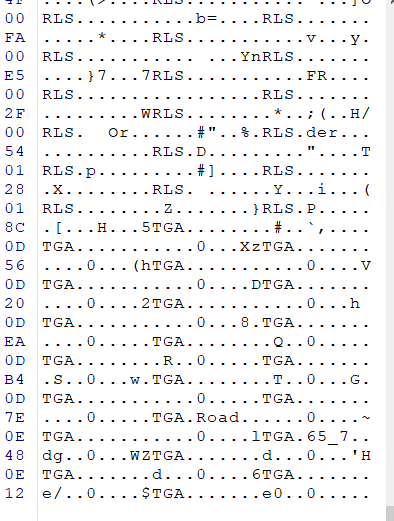 4F ....(>....RLS...........]O
00 RLS...........b=...RLS.......
FA .....*....RLS...........v...y.
00 RLS...............YnRLS.......
E5 ....}7...7RLS...........FR....
00 RLS.................RLS.......
2F .........WRLS.........*..;(..H/
00 RLS. Or......#"..%.RLS.der...
54 ..........RLS.D........."....T
01 RLS.p.........#]....RLS.......
28 .X........RLS. .......Y...i...(
01 RLS........Z.......}RLS.P.....
8C .[...H...5TGA........#..`,....
0D TGA...........0...XzTGA.......
56 ....0...(hTGA...........0....V
0D TGA................DTGA.......
20 ....0....2TGA...........0...h
0D TGA...........0...8.TGA.......
EA ....0.....TGA........Q..0.....
0D TGA........R..0.....TGA.......
B4 .S..0...w.TGA........T..0...G.
0D TGA...........0.....TGA.......
7E ....0.....TGA.Road......0....~
0E TGA...........0....lTGA.65_7..
48 dg..0...WZTGA.......d...0...'H
0E TGA.......d...0....6TGA.......
12 e/..0....$TGA.......e0..0.....